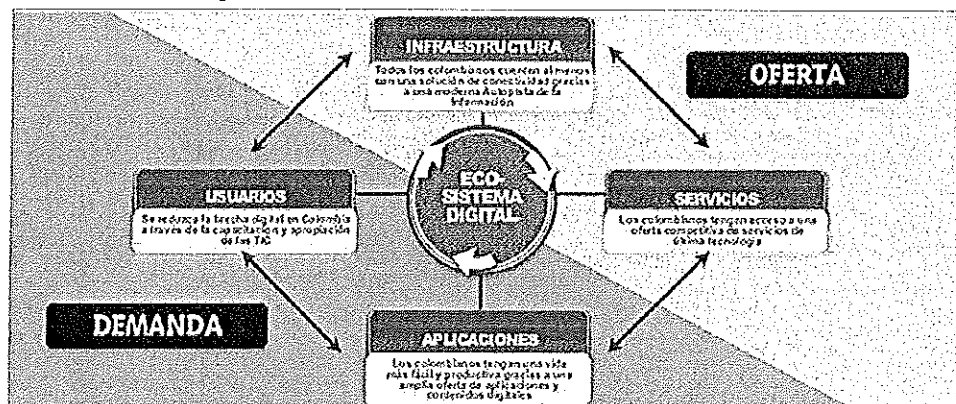 INFRAESTRUCTURA
Todos los colombianos cuenten al menos
con una solución de conectividad gracias
a una moderna Autopista de la
Información
OFERTA
USUARIOS
Se reduzca la brecha digital en Colombia
a través de la capacitación y apropiación
de las TIC
ECO-
SISTEMA
DIGITAL
SERVICIOS
Los colombianos tengan acceso a una
oferta competitiva de servicios de
última tecnología
DEMANDA
APLICACIONES
Los colombianos tengan una vida
más fácil y productiva gracias a una
amplia oferta de aplicaciones y
contenidos digitales